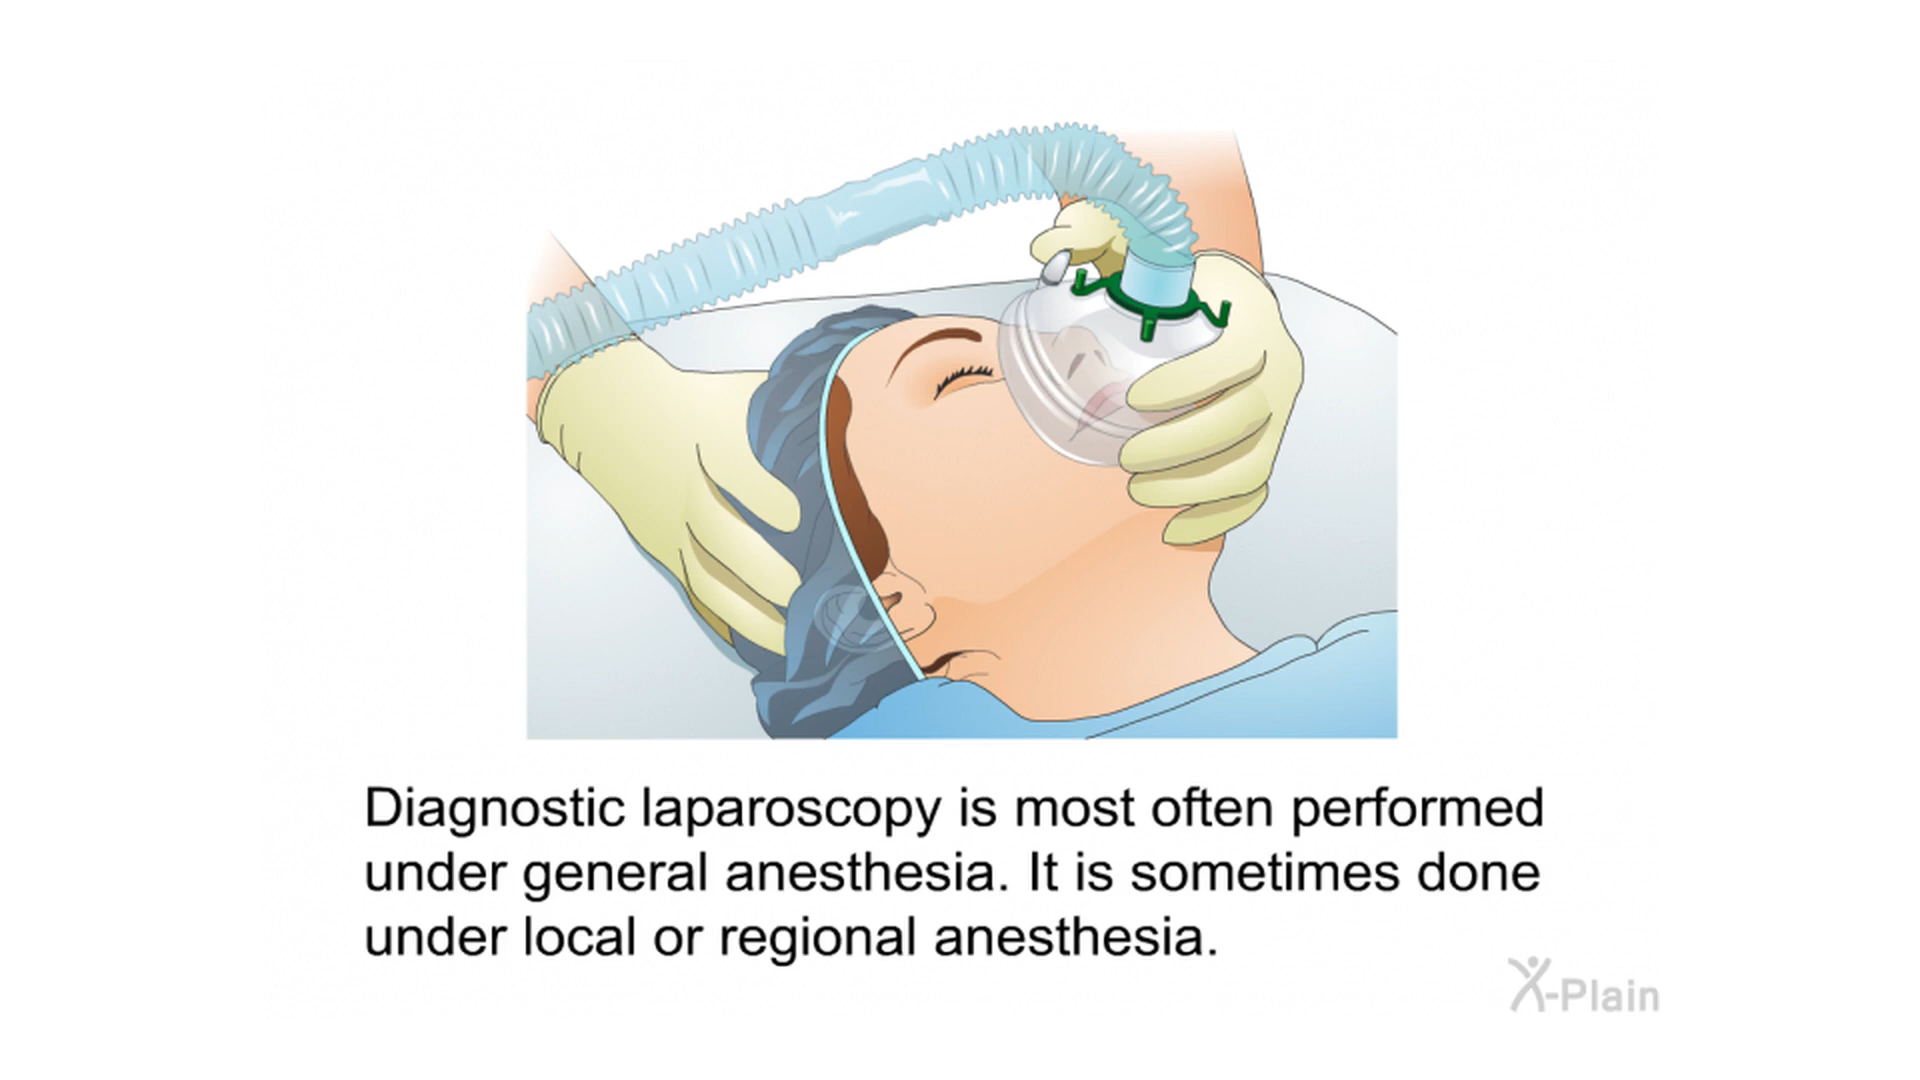 Diagnostic laparoscopy is most often performed
under general anesthesia. It is sometimes done
under local or regional anesthesia.
X-Plain